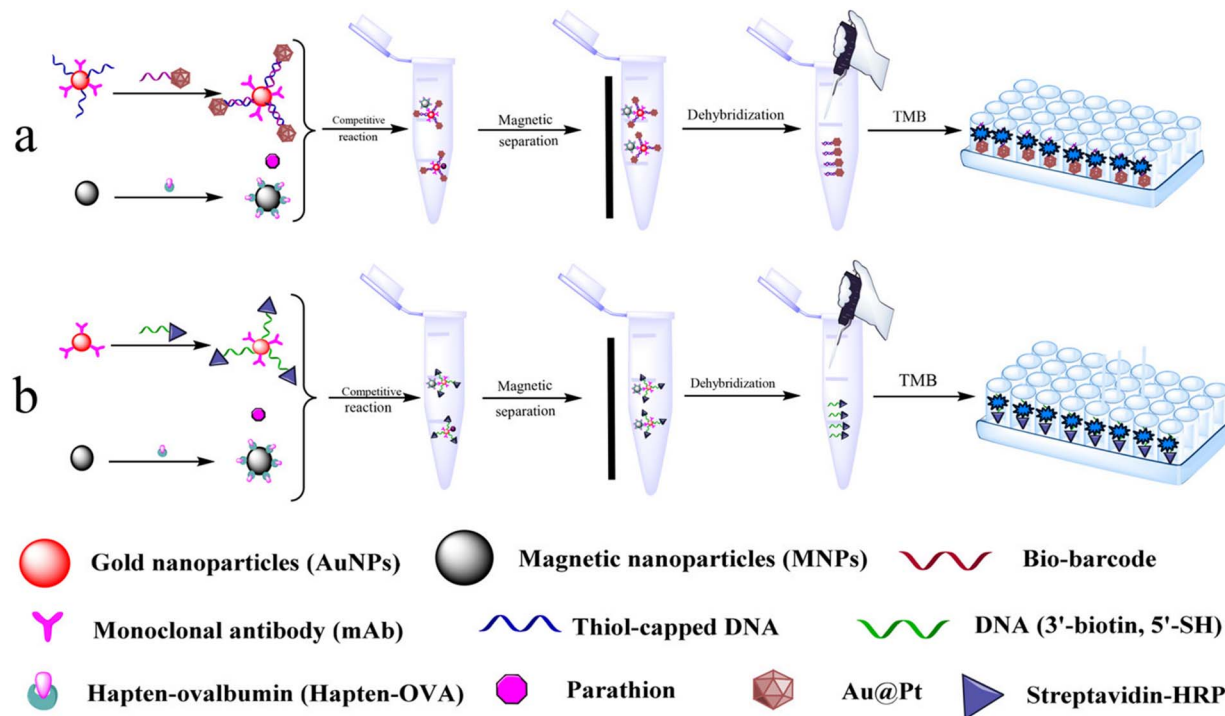 a
Competitive
reaction
Magnetic
separation
Dehybridization
TMB
b
Competitive
reaction
Magnetic
separation
Dehybridization
TMB
Gold nanoparticles (AuNPs)
Magnetic nanoparticles (MNPs)
Bio-barcode
Monoclonal antibody (mAb)
Thiol-capped DNA
DNA (3'-biotin, 5'-SH)
Hapten-ovalbumin (Hapten-OVA)
Parathion
Au@Pt
Streptavidin-HRP